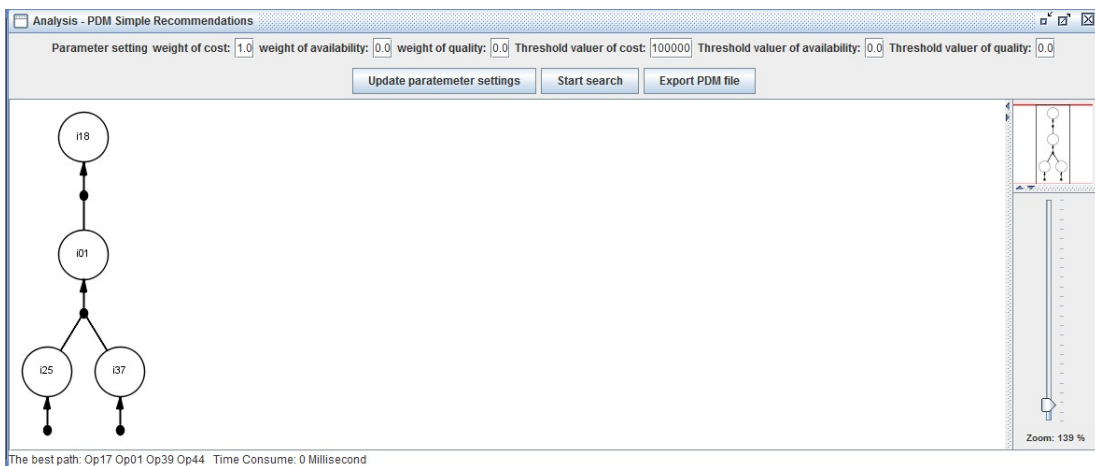 Analysis - PDM Simple Recommendations
Parameter setting weight of cost: 1.0 weight of availability: 0.0 weight of quality: 0.0 Threshold valuer of cost: 100000 Threshold valuer of availability: 0.0 Threshold valuer of quality: 0.0
Update paratemeter settings Start search Export PDM file
i18
i01
i25 i37
Zoom: 139 %
The best path: Op17 Op01 Op39 Op44 Time Consume: 0 Millisecond